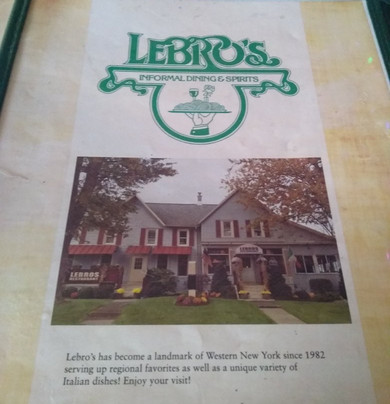 LEBRO'S
INFORMAL DINING & SPIRITS
LEBROS
RESTAURANT
Lebro's has become a landmark of Western New York since 1982
serving up regional favorites as well as a unique variety of
Italian dishes! Enjoy your visit!